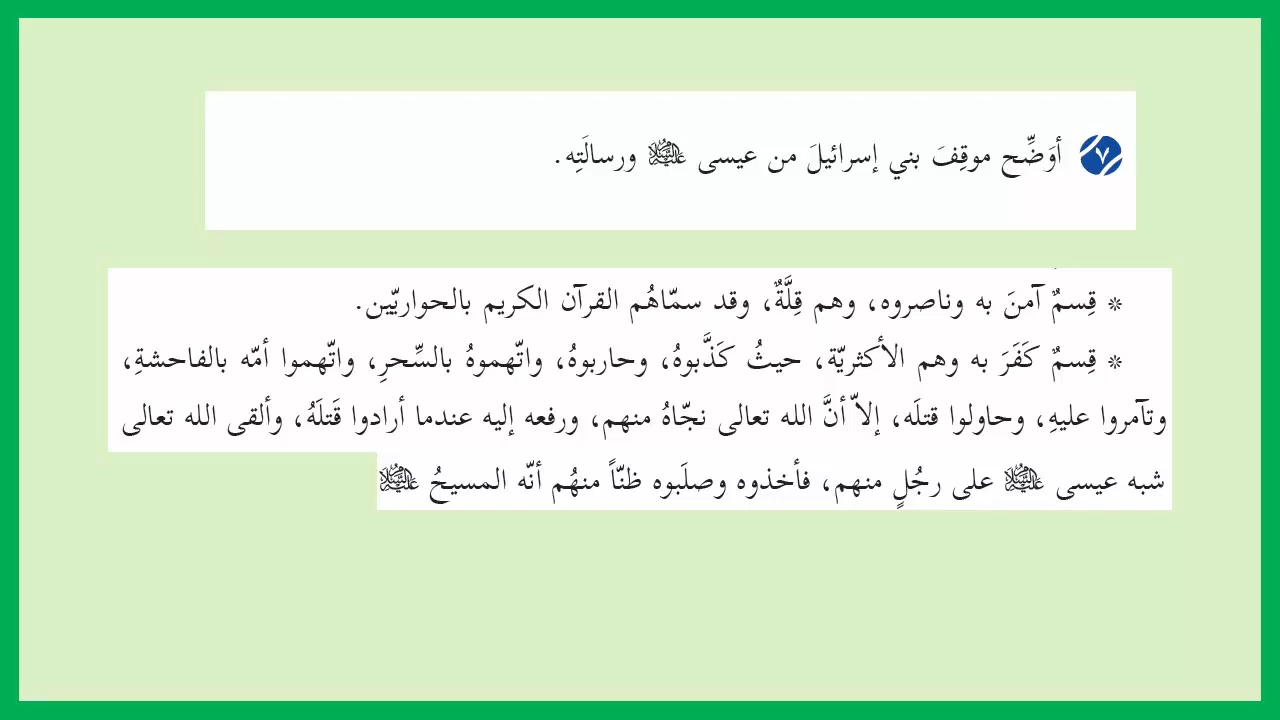 ٧ أوَضِّح موقِفَ بني إسرائيلَ من عيسى عليه السلام ورسالَتِه.
* قِسمٌ آمنَ به وناصروه، وهم قِلَّةٌ، وقد سمّاهُم القرآن الكريم بالحواريّين.
* قِسمٌ كَفَرَ به وهم الأكثريّة، حيثُ كَذَّبوهُ، وحاربوهُ، واتّهموهُ بالسِّحرِ، واتّهموا أمّه بالفاحشةِ،
وتآمروا عليهِ، وحاولوا قتلَه، إلاّ أنَّ الله تعالى نجّاهُ منهم، ورفعه إليه عندما أرادوا قَتلَهُ، وألقى الله تعالى
شبه عيسى عليه السلام على رجُلٍ منهم، فأخذوه وصلَبوه ظنّاً منهُم أنّه المسيحُ عليه السلام